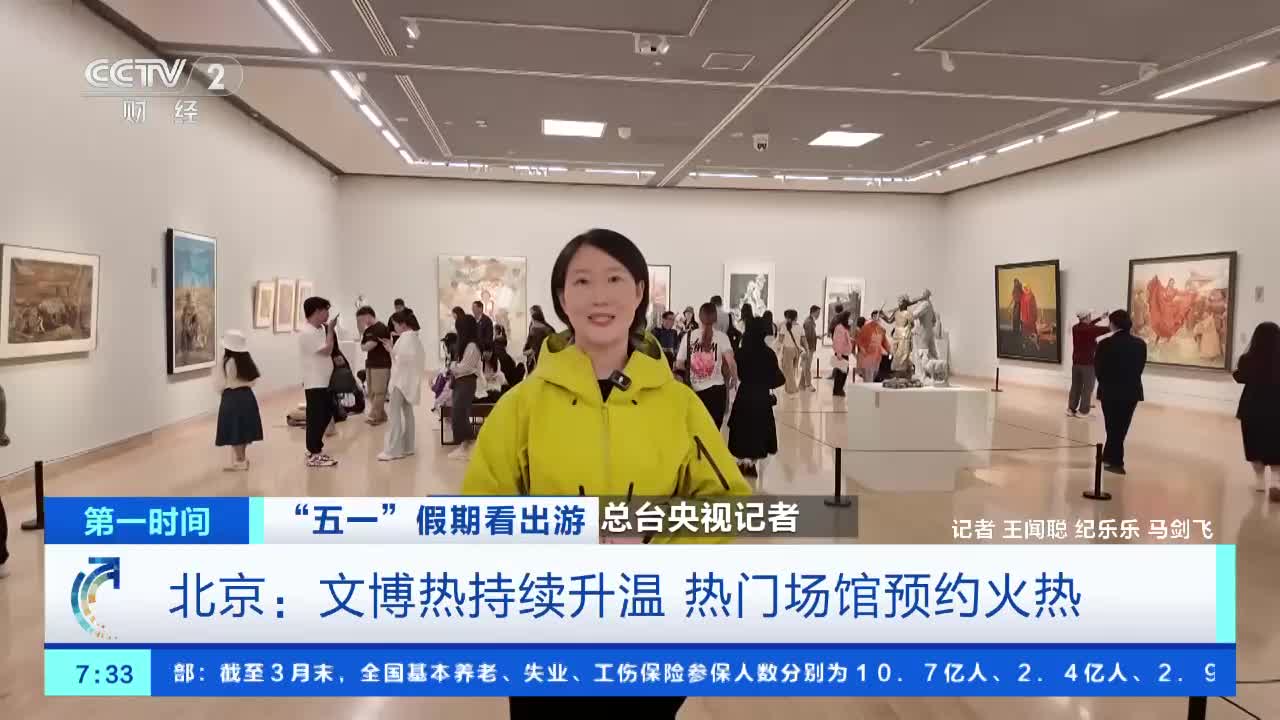 CCTV 2
财 经
第一时间
“五一”假期看出游
总台央视记者
记者 王闻聪 纪乐乐 马剑飞
北京：文博热持续升温 热门场馆预约火热
7:33
部：截至3月末，全国基本养老、失业、工伤保险参保人数分别为10．7亿人、2．4亿人、2．9